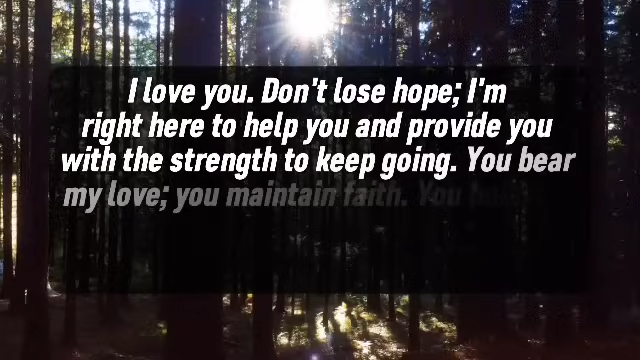 I love you. Don't lose hope; I'm
right here to help you and provide you
with the strength to keep going. You bear
my love; you maintain faith. You